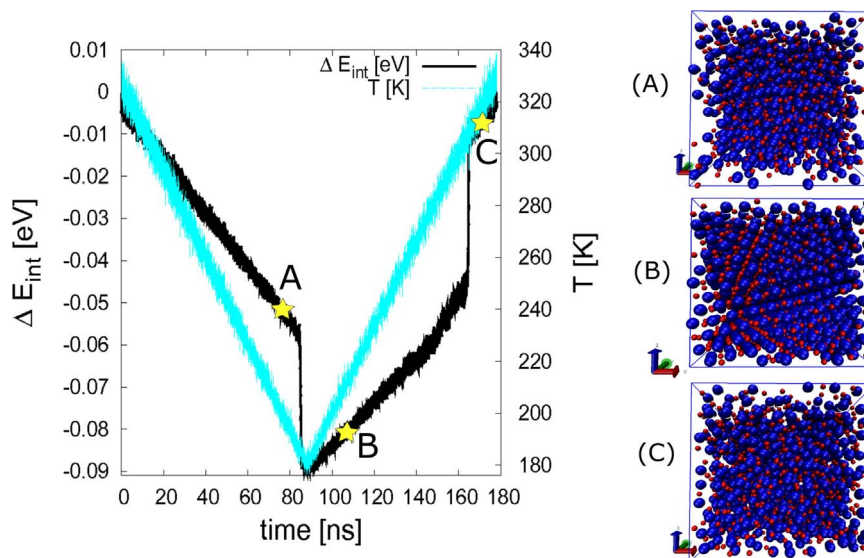 Δ E_int [eV]
T [K]
0.01
0
-0.01
-0.02
-0.03
-0.04
-0.05
-0.06
-0.07
-0.08
-0.09
Δ E_int [eV]
340
320
300
280
260
240
220
200
180
T [K]
0 20 40 60 80 100 120 140 160 180
time [ns]
A
B
C
(A)
(B)
(C)